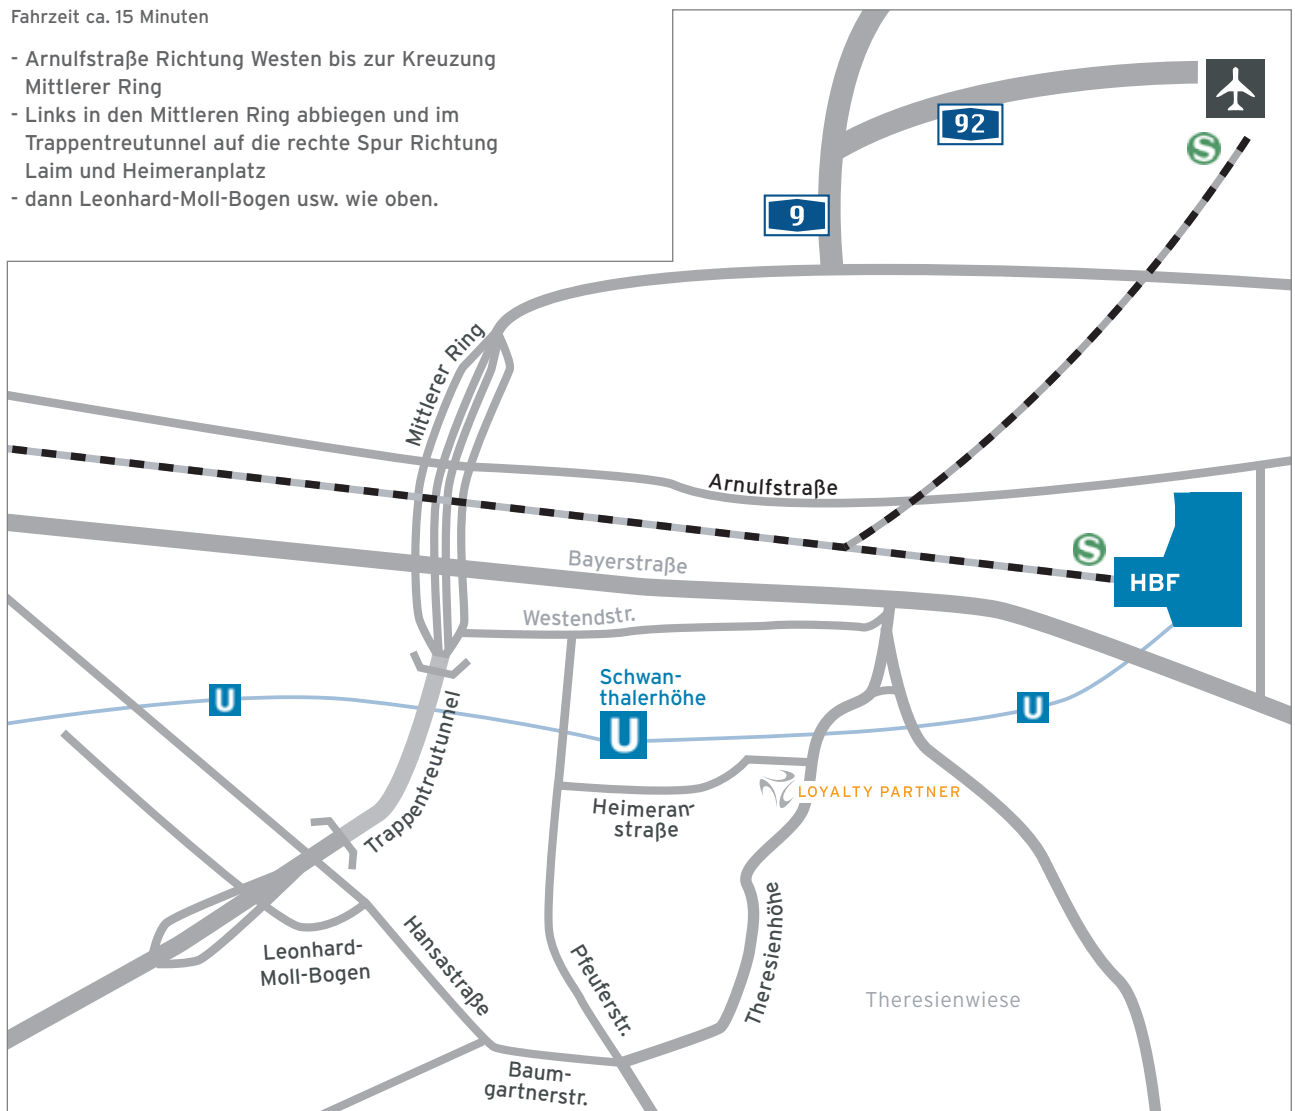 Fahrzeit ca. 15 Minuten
- Arnulfstraße Richtung Westen bis zur Kreuzung
Mittlerer Ring
- Links in den Mittleren Ring abbiegen und im
Trappentreutunnel auf die rechte Spur Richtung
Laim und Heimeranplatz
- dann Leonhard-Moll-Bogen usw. wie oben.
92
S
9
Mittlerer Ring
Arnulfstraße
Bayerstraße
S
HBF
Westendstr.
Schwan-
thalerhöhe
U
U
U
Trappentreutunnel
LOYALTY PARTNER
Heimeran-
straße
Theresienhöhe
Leonhard-
Moll-Bogen
Hansastraße
Pfeuferstr.
Theresienwiese
Baum-
gartnerstr.